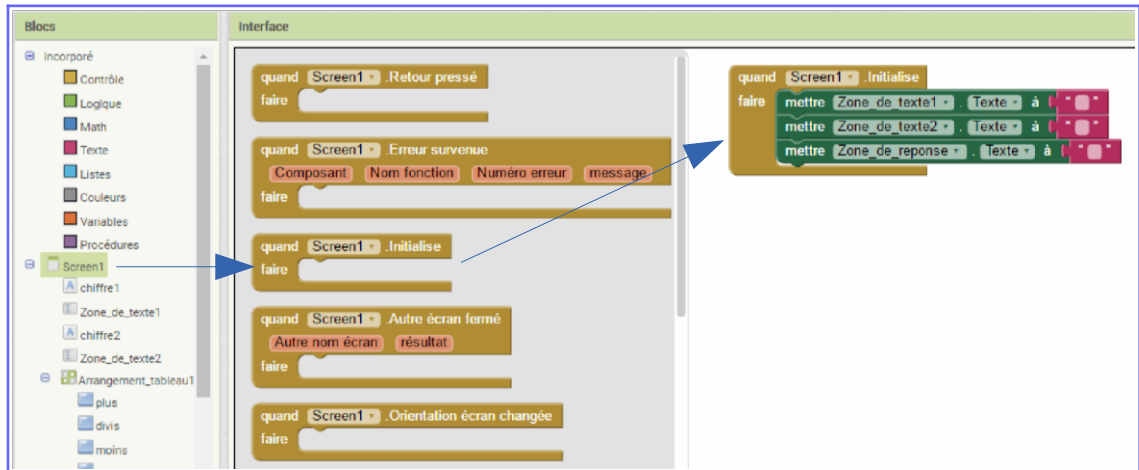 Blocs
Interface
Incorporé
Contrôle
Logique
Math
Texte
Listes
Couleurs
Variables
Procédures
Screen1
chiffre1
Zone_de_texte1
chiffre2
Zone_de_texte2
Arrangement_tableau1
plus
divis
moins
quand Screen1 .Retour pressé
faire
quand Screen1 .Erreur survenue
Composant Nom fonction Numéro erreur message
faire
quand Screen1 .Initialise
faire
quand Screen1 .Autre écran fermé
Autre nom écran résultat
faire
quand Screen1 .Orientation écran changée
faire
quand Screen1 .Initialise
faire mettre Zone_de_texte1 . Texte à " "
mettre Zone_de_texte2 . Texte à " "
mettre Zone_de_reponse . Texte à " "